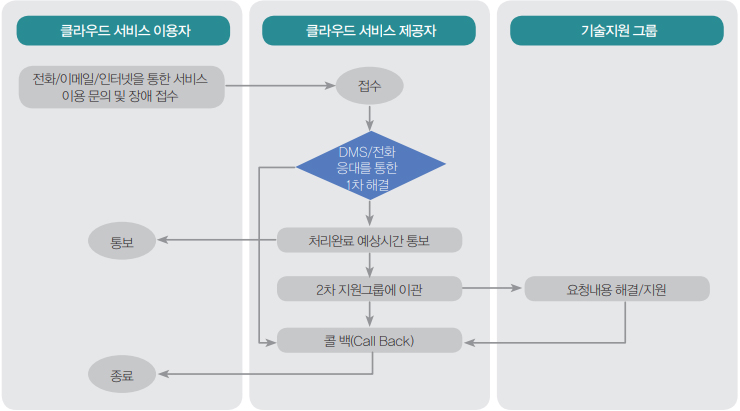 클라우드 서비스 이용자
클라우드 서비스 제공자
기술지원 그룹
전화/이메일/인터넷을 통한 서비스
이용 문의 및 장애 접수
접수
DMS/전화
응대를 통한
1차 해결
통보
처리완료 예상시간 통보
2차 지원그룹에 이관
요청내용 해결/지원
콜 백(Call Back)
종료